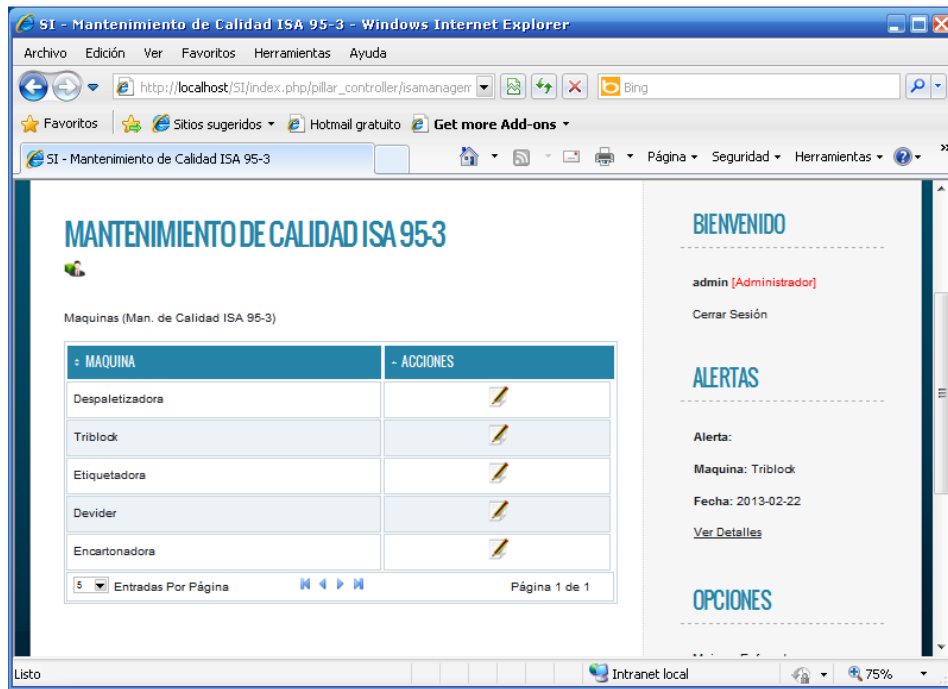 SI - Mantenimiento de Calidad ISA 95-3 - Windows Internet Explorer
Archivo Edición Ver Favoritos Herramientas Ayuda
http://localhost/SI/index.php/pillar_controller/isamanagem Bing
Favoritos Sitios sugeridos Hotmail gratuito Get more Add-ons
SI - Mantenimiento de Calidad ISA 95-3 Página Seguridad Herramientas
MANTENIMIENTO DE CALIDAD ISA 95-3
Maquinas (Man. de Calidad ISA 95-3)
MAQUINA ACCIONES
Despaletizadora
Triblock
Etiquetadora
Devider
Encartonadora
5 Entradas Por Página Página 1 de 1
BIENVENIDO
admin [Administrador]
Cerrar Sesión
ALERTAS
Alerta:
Maquina: Triblock
Fecha: 2013-02-22
Ver Detalles
OPCIONES
Listo Intranet local 75%